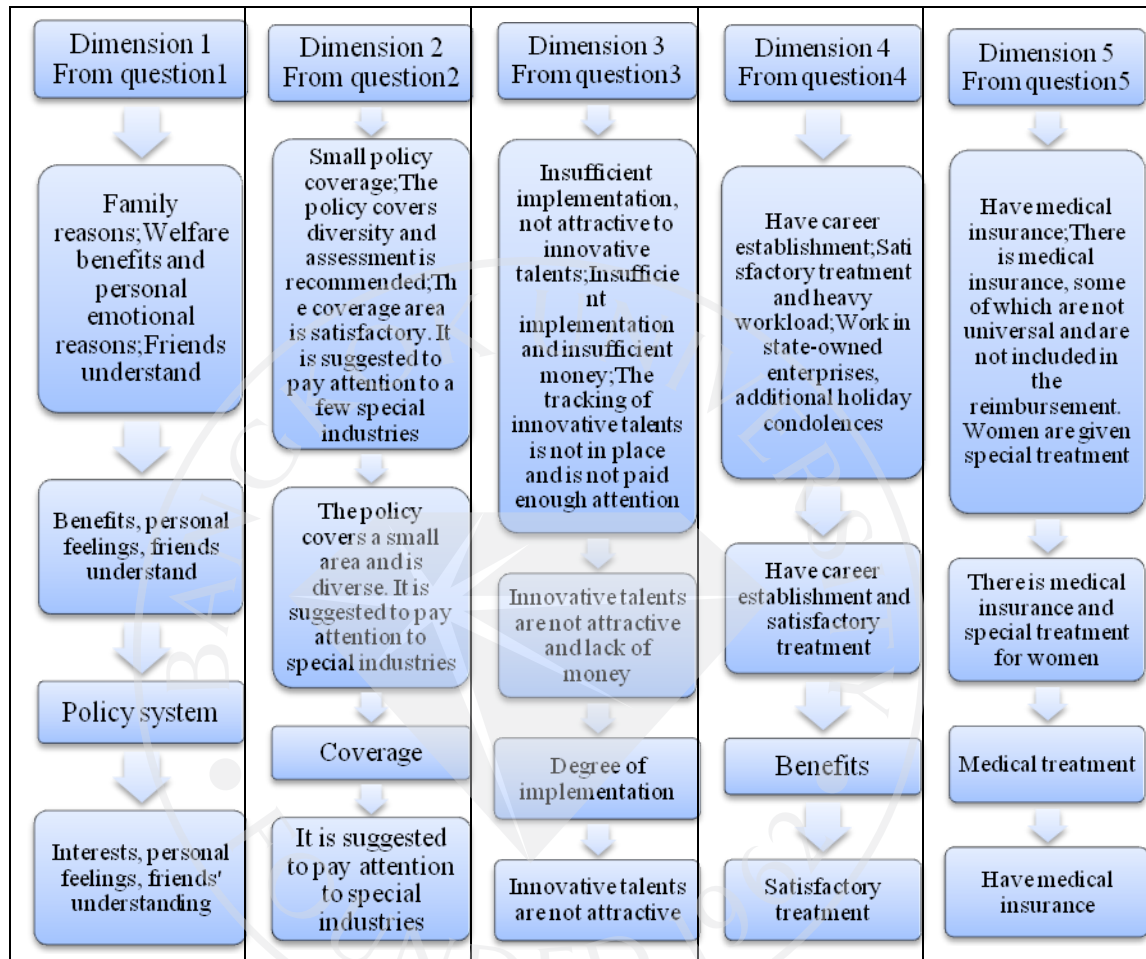 Dimension 1
From question1
Family
reasons;Welfare
benefits and
personal
emotional
reasons;Friends
understand
Benefits, personal
feelings, friends
understand
Policy system
Interests, personal
feelings, friends'
understanding
Dimension 2
From question2
Small policy
coverage;The
policy covers
diversity and
assessment is
recommended;Th
e coverage area
is satisfactory. It
is suggested to
pay attention to a
few special
industries
The policy
covers a small
area and is
diverse. It is
suggested to pay
attention to
special industries
Coverage
It is suggested
to pay attention
to special
industries
Dimension 3
From question3
Insufficient
implementation,
not attractive to
innovative
talents;Insufficie
nt
implementation
and insufficient
money;The
tracking of
innovative talents
is not in place
and is not paid
enough attention
Innovative talents
are not attractive
and lack of
money
Degree of
implementation
Innovative talents
are not attractive
Dimension 4
From question4
Have career
establishment;Sati
sfactory treatment
and heavy
workload;Work in
state-owned
enterprises,
additional holiday
condolences
Have career
establishment and
satisfactory
treatment
Benefits
Satisfactory
treatment
Dimension 5
From question5
Have medical
insurance;There
is medical
insurance, some
of which are not
universal and are
not included in
the
reimbursement.
Women are given
special treatment
There is medical
insurance and
special treatment
for women
Medical treatment
Have medical
insurance